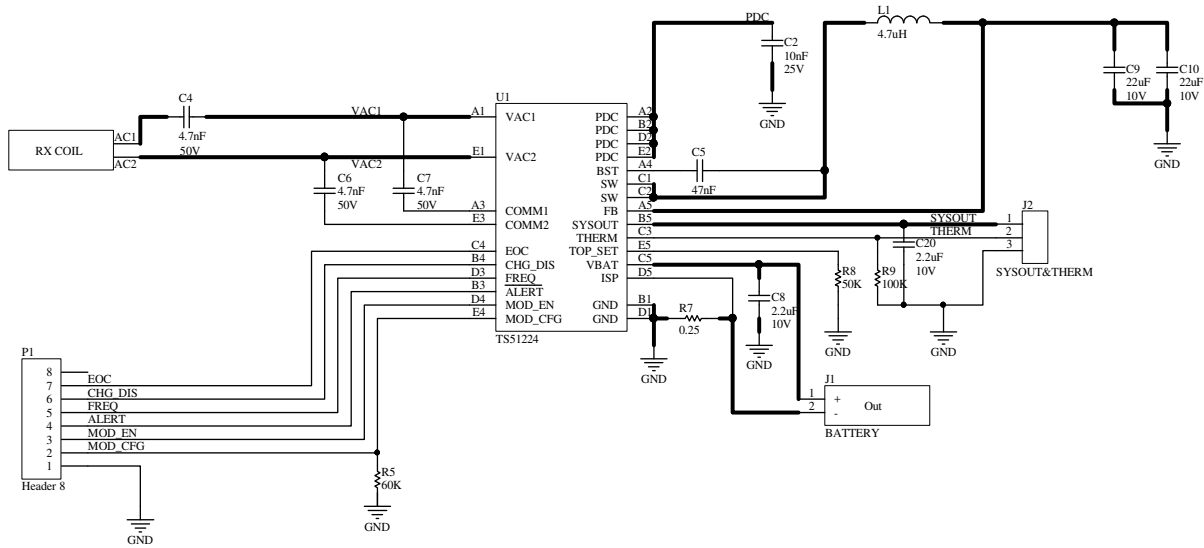 PDC
C2
10nF
25V
GND
L1
4.7uH
C9
22uF
10V
C10
22uF
10V
GND
RX COIL
AC1
AC2
C4
4.7nF
50V
VAC1
VAC2
C6
4.7nF
50V
C7
4.7nF
50V
U1
A1 VAC1
E1 VAC2
A3 COMM1
E3 COMM2
C4 EOC
B4 CHG_DIS
D3 FREQ
B3 ALERT
D4 MOD_EN
E4 MOD_CFG
PDC A2
PDC B2
PDC D2
PDC E2
BST A4
SW C1
SW C2
FB A5
SYSOUT B5
THERM C3
TOP_SET E5
VBAT C5
ISP D5
GND B1
GND D1
TS51224
C5
47nF
SYSOUT
THERM
J2
1
2
3
SYSOUT&THERM
C20
2.2uF
10V
R8
50K
GND
R9
100K
GND
C8
2.2uF
10V
GND
R7
0.25
GND
J1
1 +
2 -
Out
BATTERY
P1
8
7 EOC
6 CHG_DIS
5 FREQ
4 ALERT
3 MOD_EN
2 MOD_CFG
1
Header 8
GND
R5
60K
GND